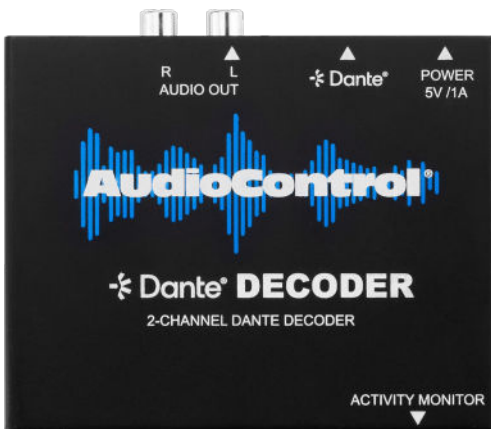 R L
AUDIO OUT
Dante®
POWER
5V /1A
AudioControl®
Dante® DECODER
2-CHANNEL DANTE DECODER
ACTIVITY MONITOR